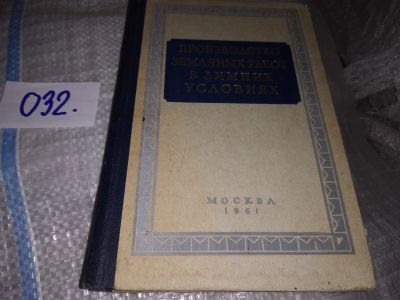 032.
ПРОИЗВОДСТВО
ЗЕМЛЯНЫХ РАБОТ
В ЗИМНИХ
УСЛОВИЯХ
МОСКВА
1961